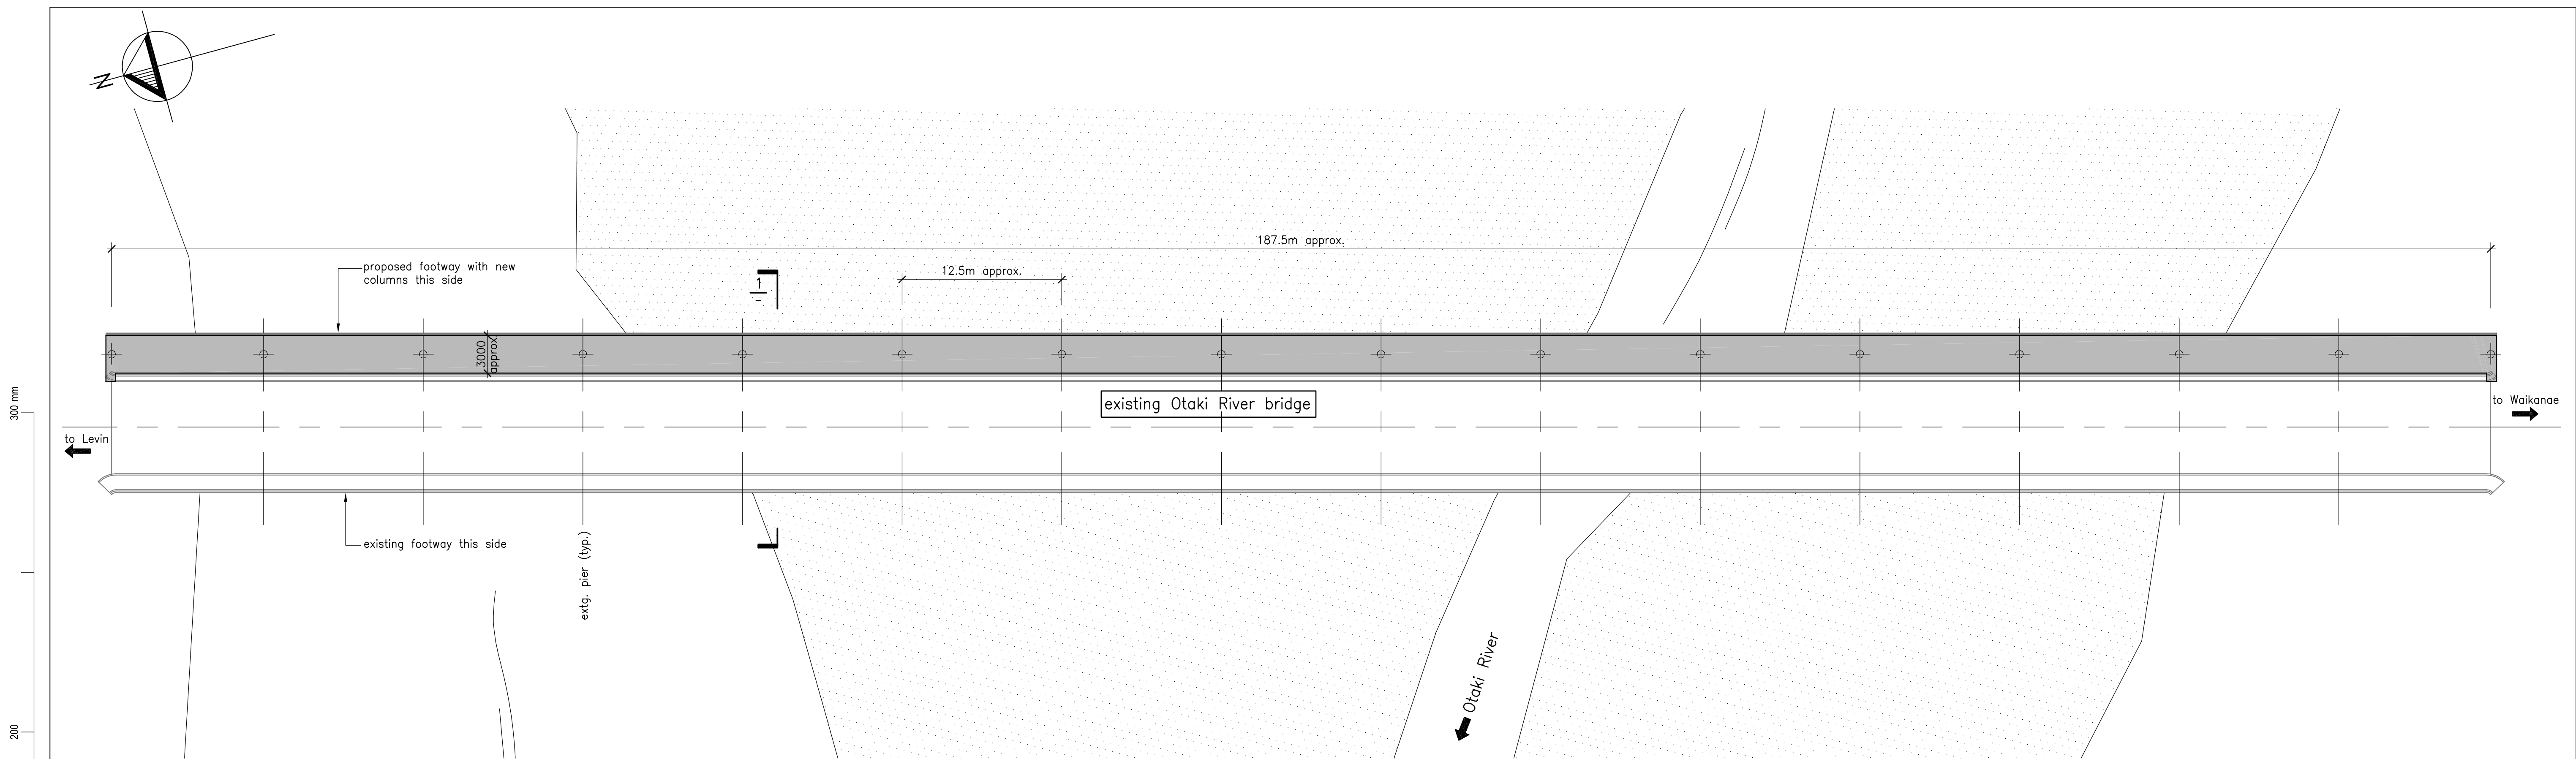 N
187.5m approx.
proposed footway with new
columns this side
12.5m approx.
1
-
3000
approx.
300 mm
existing Otaki River bridge
to Waikanae
to Levin
existing footway this side
extg. pier (typ.)
Otaki River
200